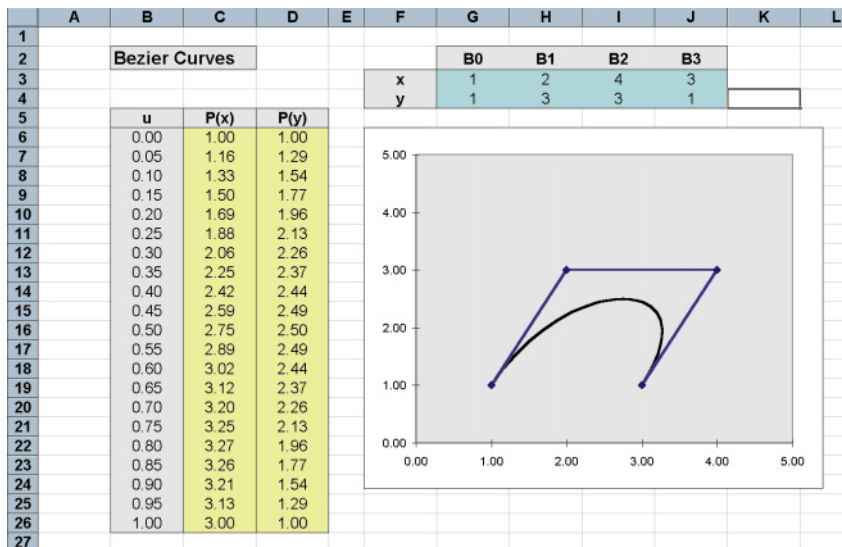 A B C D E F G H I J K L
1
2 Bezier Curves B0 B1 B2 B3
3 x 1 2 4 3
4 y 1 3 3 1
5 u P(x) P(y)
6 0.00 1.00 1.00
7 0.05 1.16 1.29 5.00
8 0.10 1.33 1.54
9 0.15 1.50 1.77
10 0.20 1.69 1.96 4.00
11 0.25 1.88 2.13
12 0.30 2.06 2.26
13 0.35 2.25 2.37 3.00
14 0.40 2.42 2.44
15 0.45 2.59 2.49
16 0.50 2.75 2.50 2.00
17 0.55 2.89 2.49
18 0.60 3.02 2.44
19 0.65 3.12 2.37 1.00
20 0.70 3.20 2.26
21 0.75 3.25 2.13
22 0.80 3.27 1.96 0.00
23 0.85 3.26 1.77 0.00 1.00 2.00 3.00 4.00 5.00
24 0.90 3.21 1.54
25 0.95 3.13 1.29
26 1.00 3.00 1.00
27